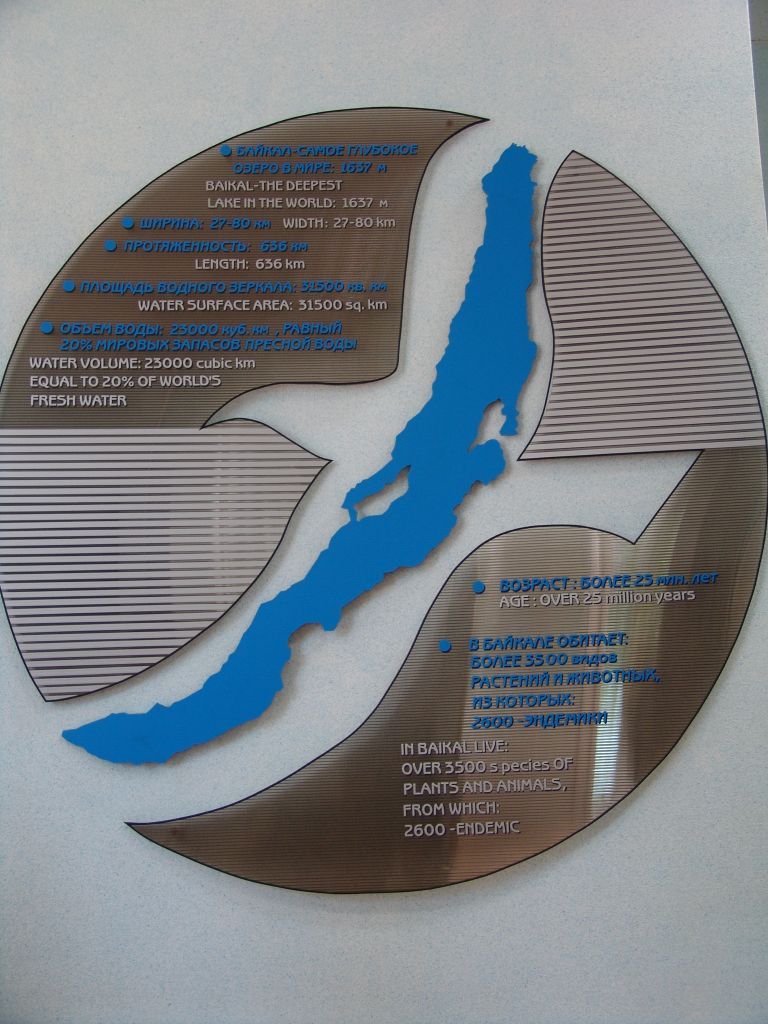 БАЙКАЛ-САМОЕ ГЛУБОКОЕ
ОЗЕРО В МИРЕ: 1637 м
BAIKAL-THE DEEPEST
LAKE IN THE WORLD: 1637 м
ШИРИНА: 27-80 км WIDTH: 27-80 km
ПРОТЯЖЕННОСТЬ: 636 км
LENGTH: 636 km
ПЛОЩАДЬ ВОДНОГО ЗЕРКАЛА: 31500 кв. км
WATER SURFACE AREA: 31500 sq. km
ОБЪЕМ ВОДЫ: 23000 куб.км , РАВНЫЙ
20% МИРОВЫХ ЗАПАСОВ ПРЕСНОЙ ВОДЫ
WATER VOLUME: 23000 cubic km
EQUAL TO 20% OF WORLD'S
FRESH WATER
ВОЗРАСТ : БОЛЕЕ 25 млн. лет
AGE : OVER 25 million years
В БАЙКАЛЕ ОБИТАЕТ:
БОЛЕЕ 3500 видов
РАСТЕНИЙ И ЖИВОТНЫХ,
ИЗ КОТОРЫХ:
2600 -ЭНДЕМИКИ
IN BAIKAL LIVE:
OVER 3500 s pecies OF
PLANTS AND ANIMALS,
FROM WHICH:
2600 -ENDEMIC